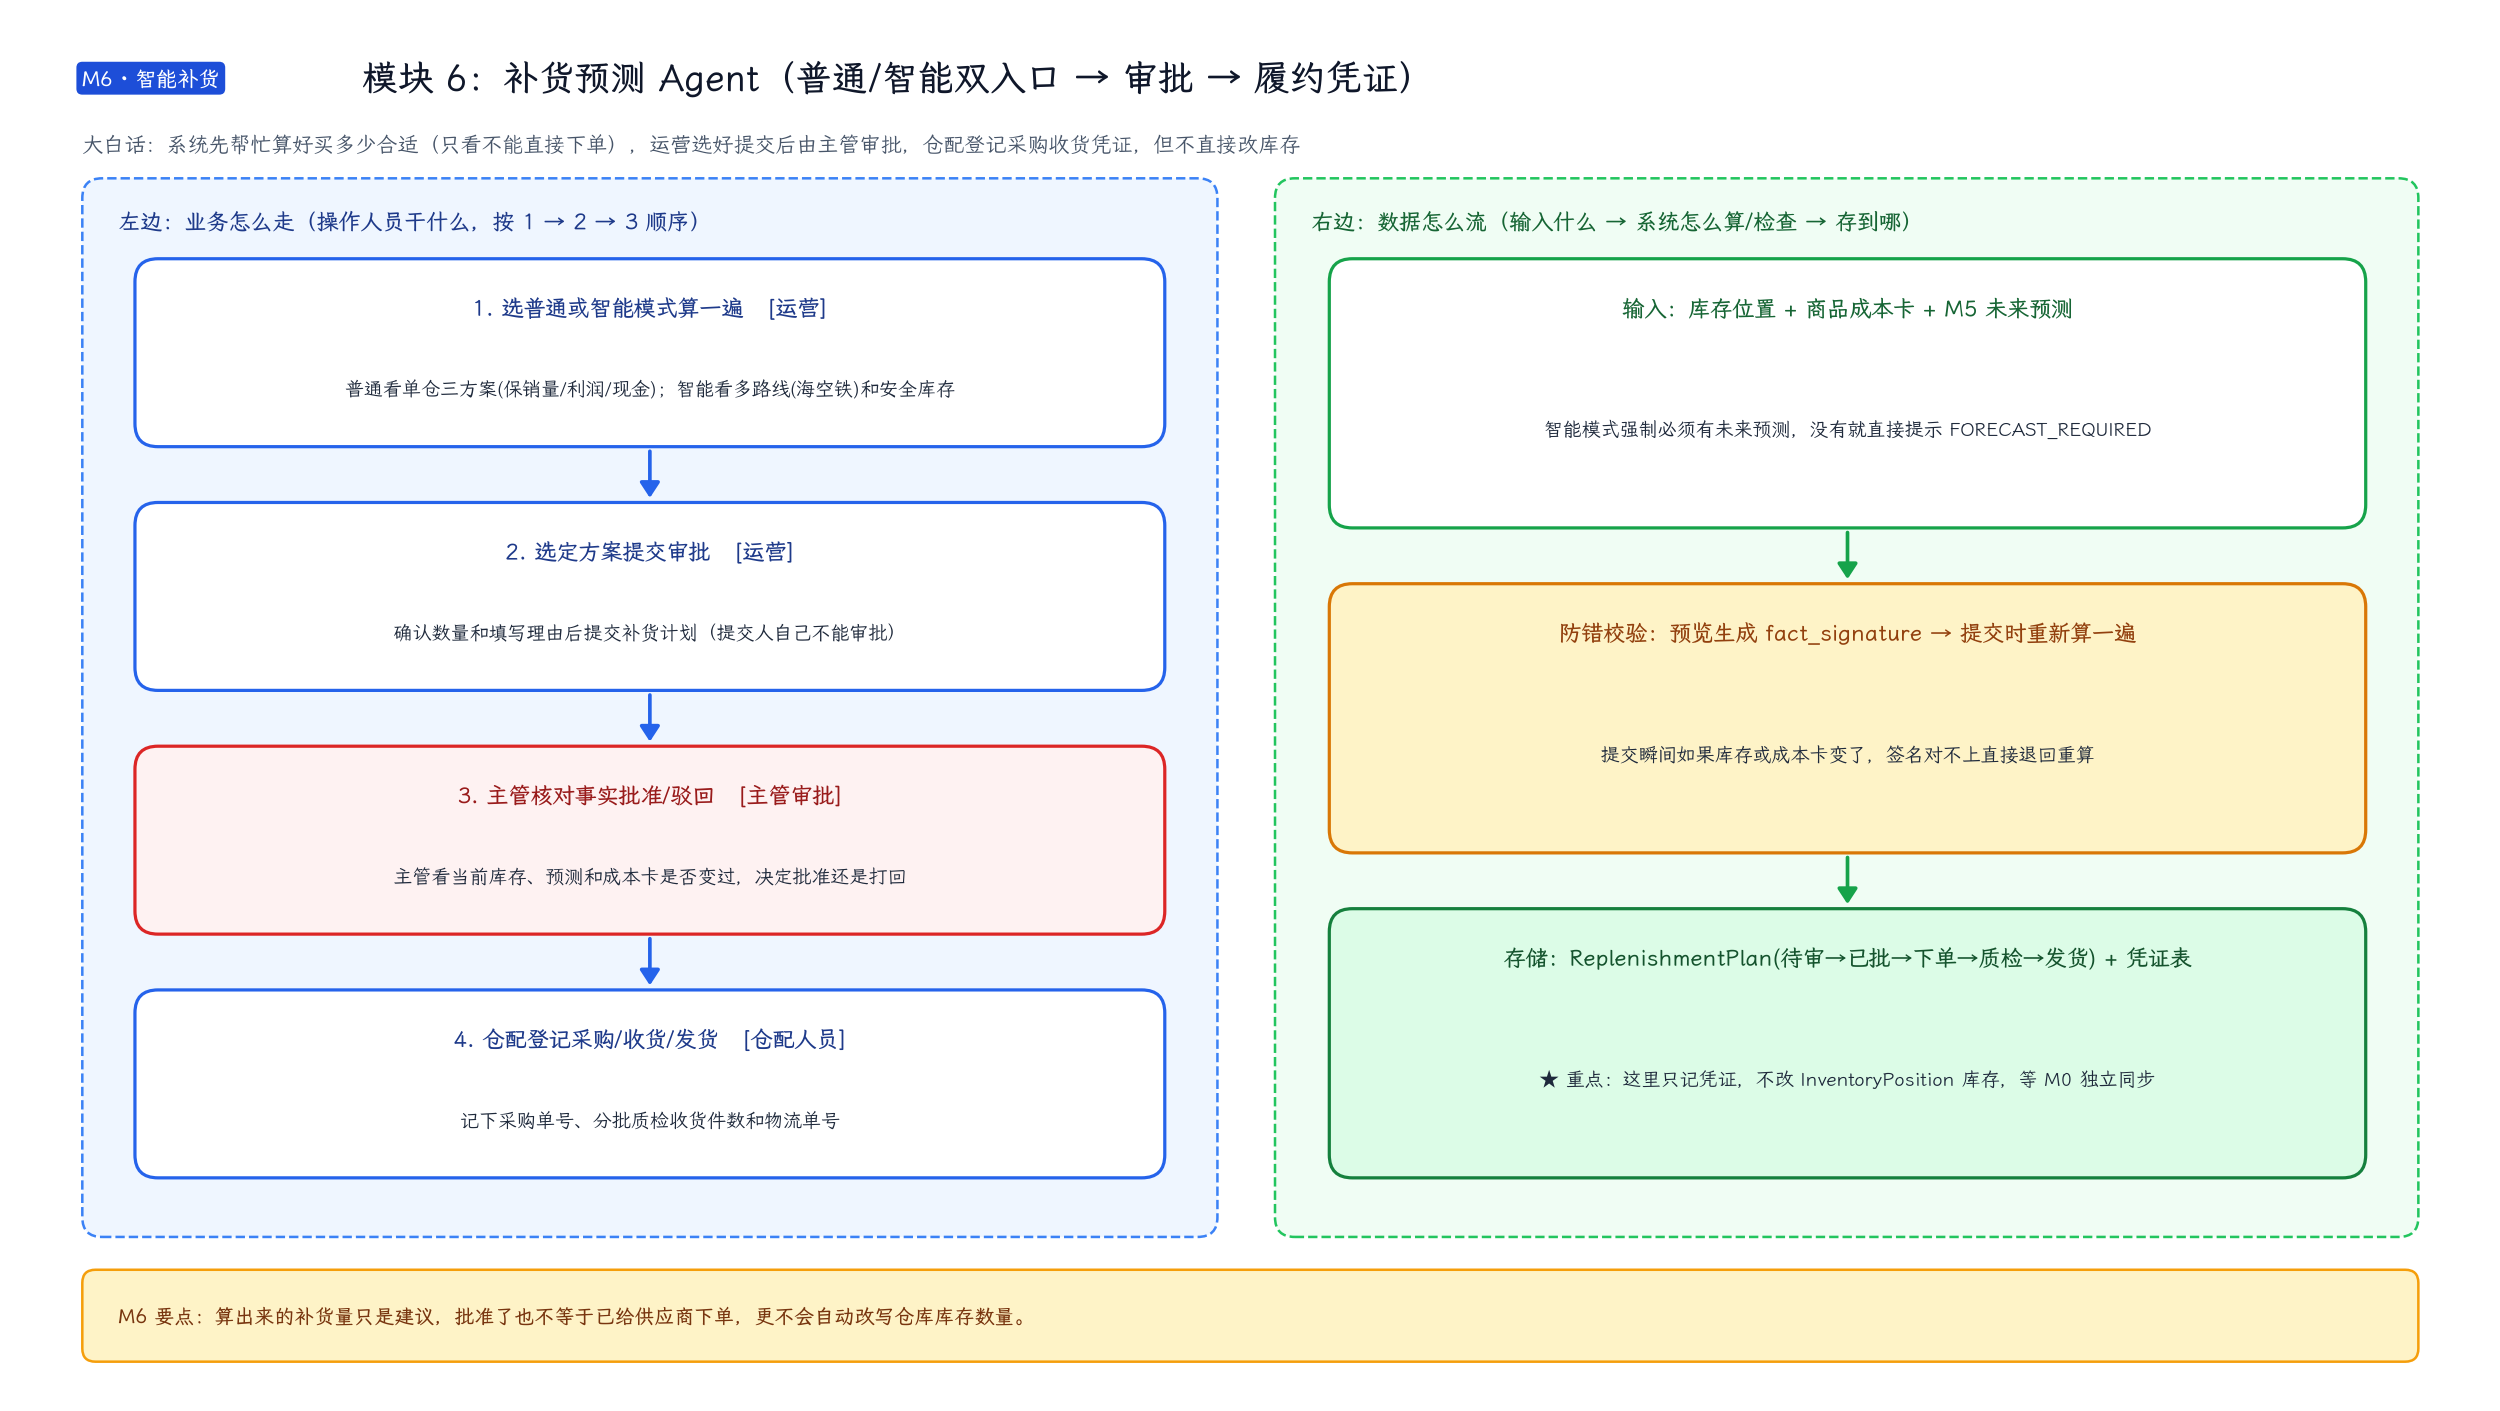 M6 · 智能补货
模块 6：补货预测 Agent（普通/智能双入口 → 审批 → 履约凭证）
大白话：系统先帮忙算好买多少合适（只看不能直接下单），运营选好提交后由主管审批，仓配登记采购收货凭证，但不直接改库存
左边：业务怎么走（操作人员干什么，按 1 → 2 → 3 顺序）
1. 选普通或智能模式算一遍 [运营]
普通看单仓三方案(保销量/利润/现金)；智能看多路线(海空铁)和安全库存
2. 选定方案提交审批 [运营]
确认数量和填写理由后提交补货计划（提交人自己不能审批）
3. 主管核对事实批准/驳回 [主管审批]
主管看当前库存、预测和成本卡是否变过，决定批准还是打回
4. 仓配登记采购/收货/发货 [仓配人员]
记下采购单号、分批质检收货件数和物流单号
右边：数据怎么流（输入什么 → 系统怎么算/检查 → 存到哪）
输入：库存位置 + 商品成本卡 + M5 未来预测
智能模式强制必须有未来预测，没有就直接提示 FORECAST_REQUIRED
防错校验：预览生成 fact_signature → 提交时重新算一遍
提交瞬间如果库存或成本卡变了，签名对不上直接退回重算
存储：ReplenishmentPlan(待审→已批→下单→质检→发货) + 凭证表
★ 重点：这里只记凭证，不改 InventoryPosition 库存，等 M0 独立同步
M6 要点：算出来的补货量只是建议，批准了也不等于已给供应商下单，更不会自动改写仓库库存数量。